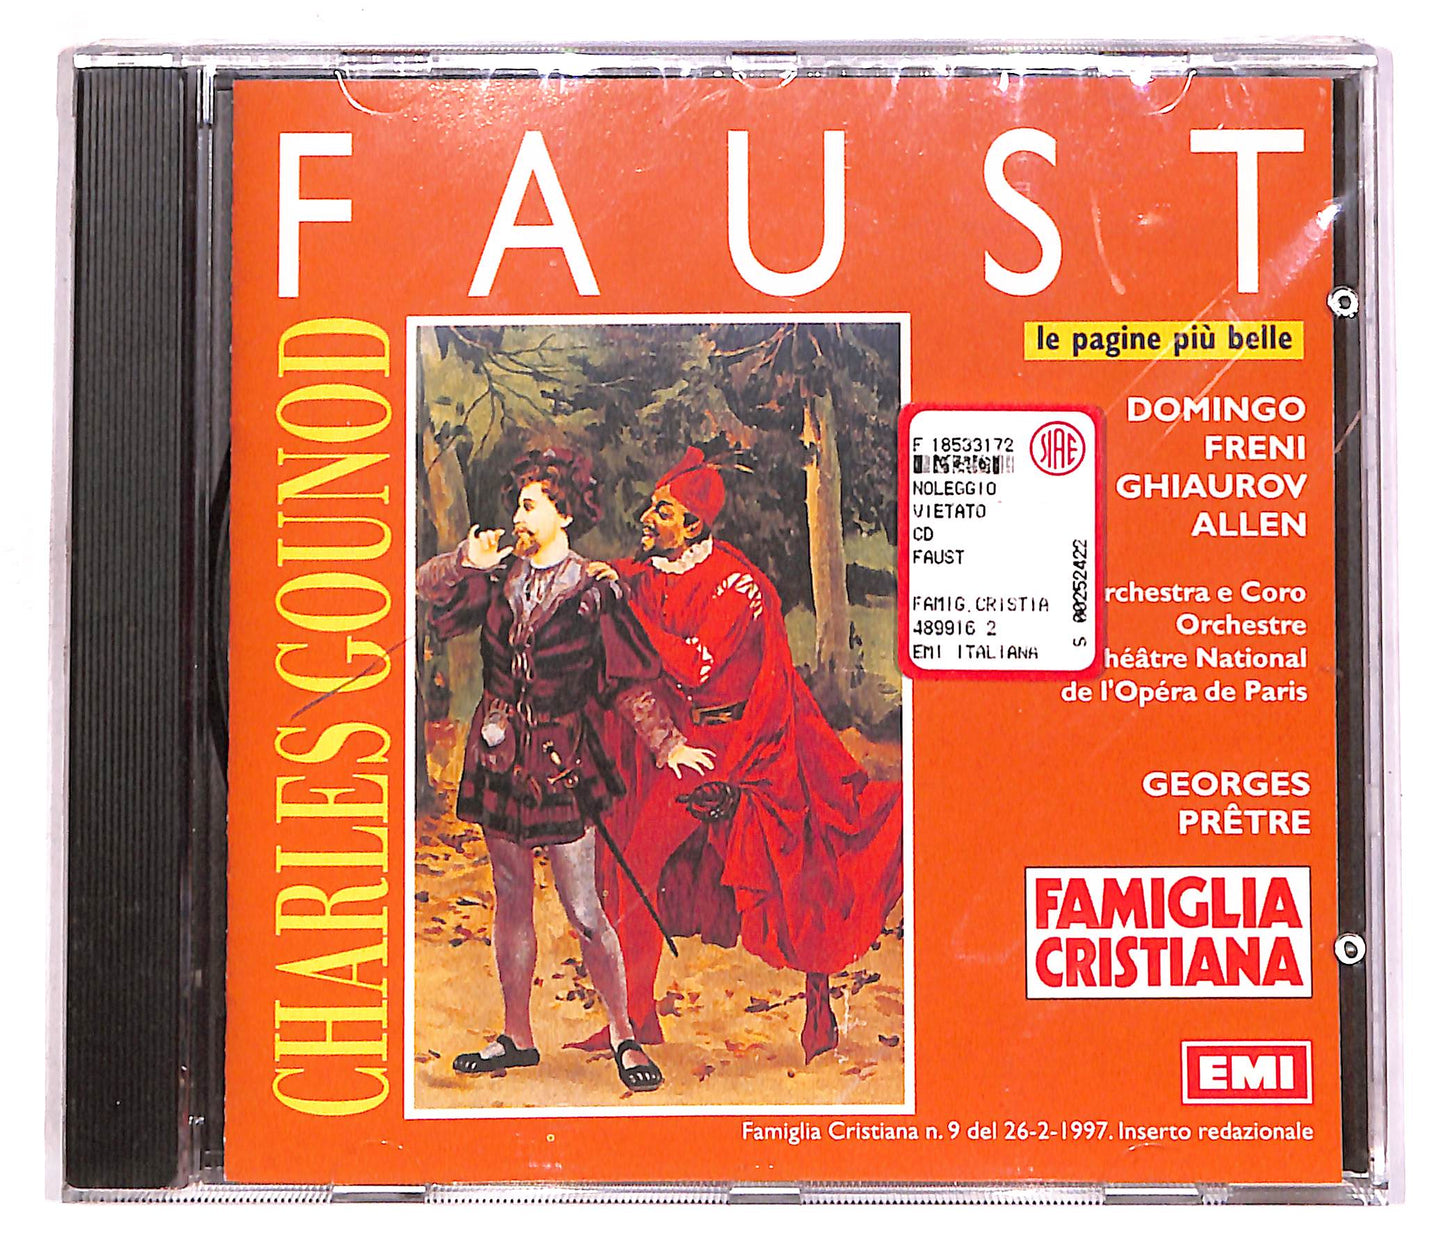 FAUST
CHARLES GOUNOD
le pagine più belle
DOMINGO
FRENI
GHIAUROV
ALLEN
rchestra e Coro
Orchestre
héâtre National
de l'Opéra de Paris
GEORGES
PRÊTRE
FAMIGLIA
CRISTIANA
EMI
Famiglia Cristiana n. 9 del 26-2-1997. Inserto redazionale
F 18533172
SIAE
NOLEGGIO
VIETATO
CD
FAUST
FAMIG.CRISTIA
489916 2
EMI ITALIANA
S 00252422